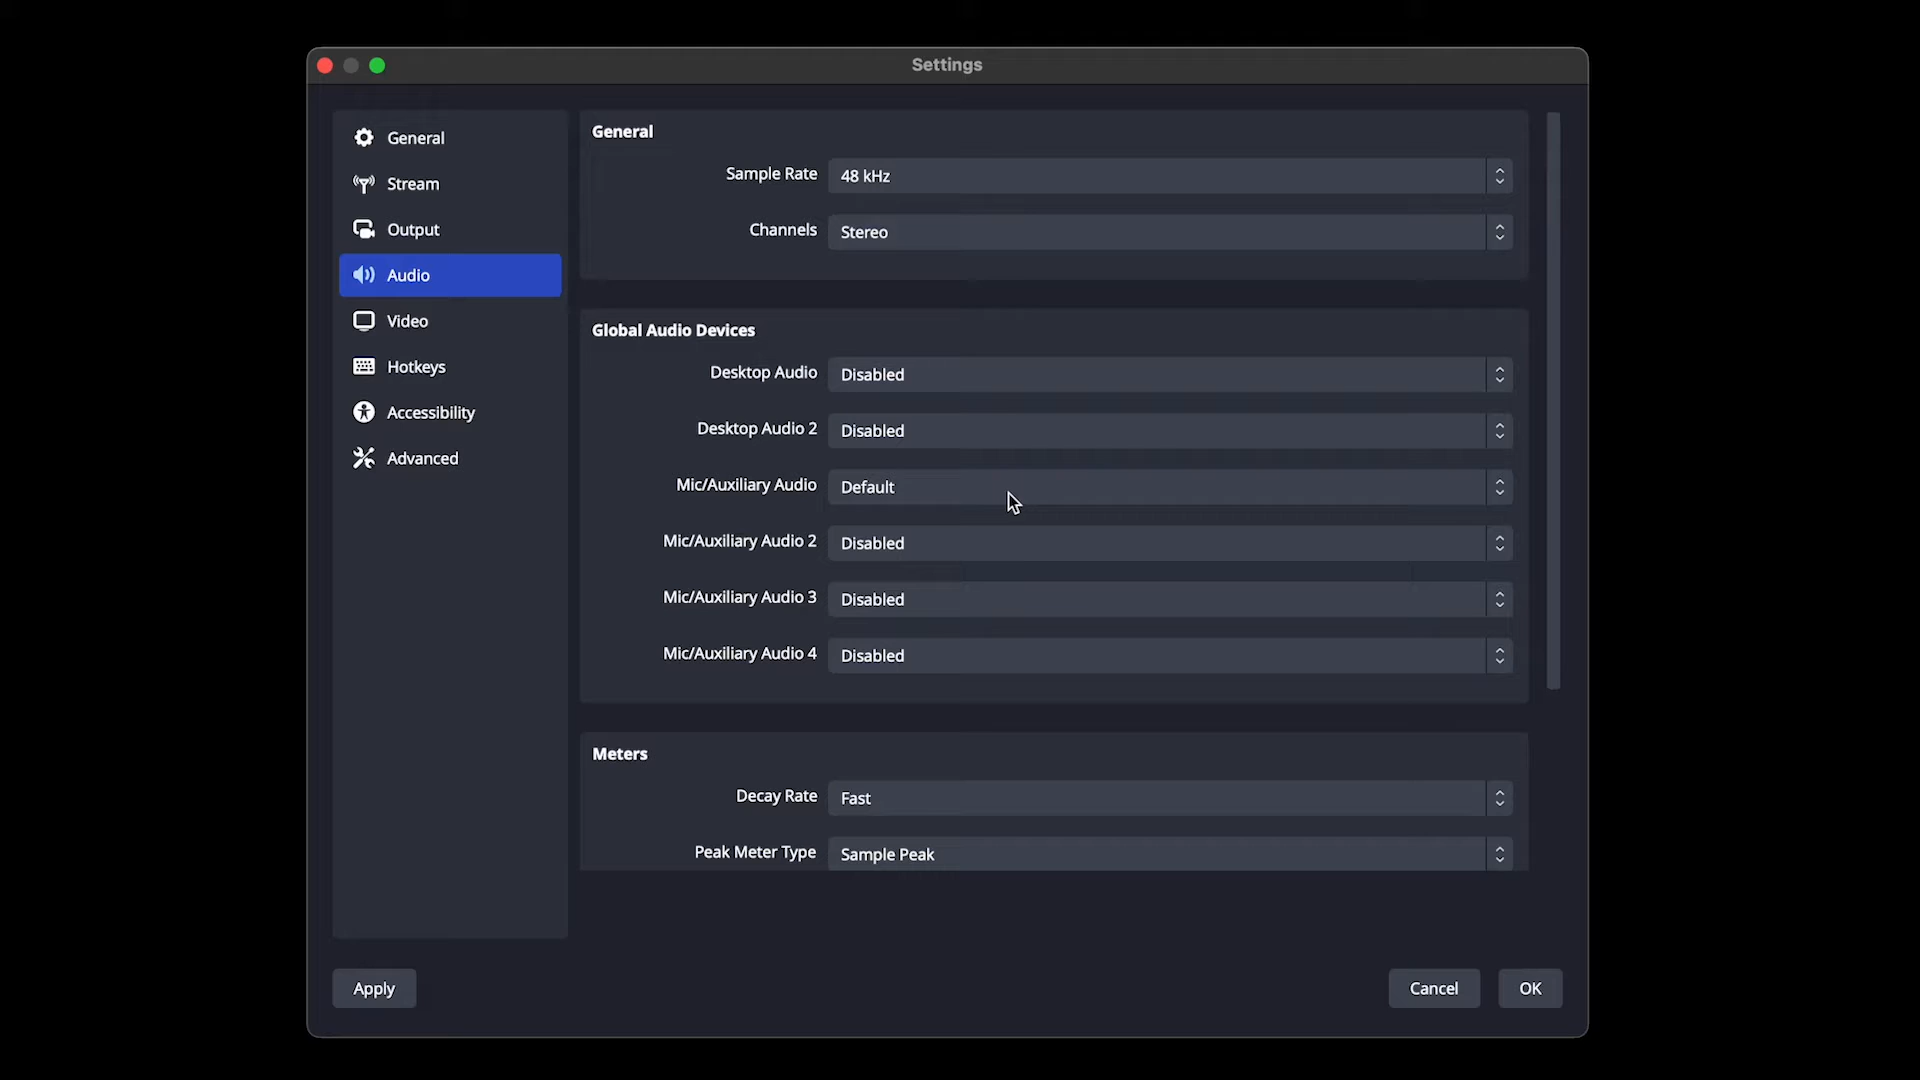 Settings
General
Stream
Output
Audio
Video
Hotkeys
Accessibility
Advanced
General
Sample Rate 48 kHz
Channels Stereo
Global Audio Devices
Desktop Audio Disabled
Desktop Audio 2 Disabled
Mic/Auxiliary Audio Default
Mic/Auxiliary Audio 2 Disabled
Mic/Auxiliary Audio 3 Disabled
Mic/Auxiliary Audio 4 Disabled
Meters
Decay Rate Fast
Peak Meter Type Sample Peak
Apply Cancel OK